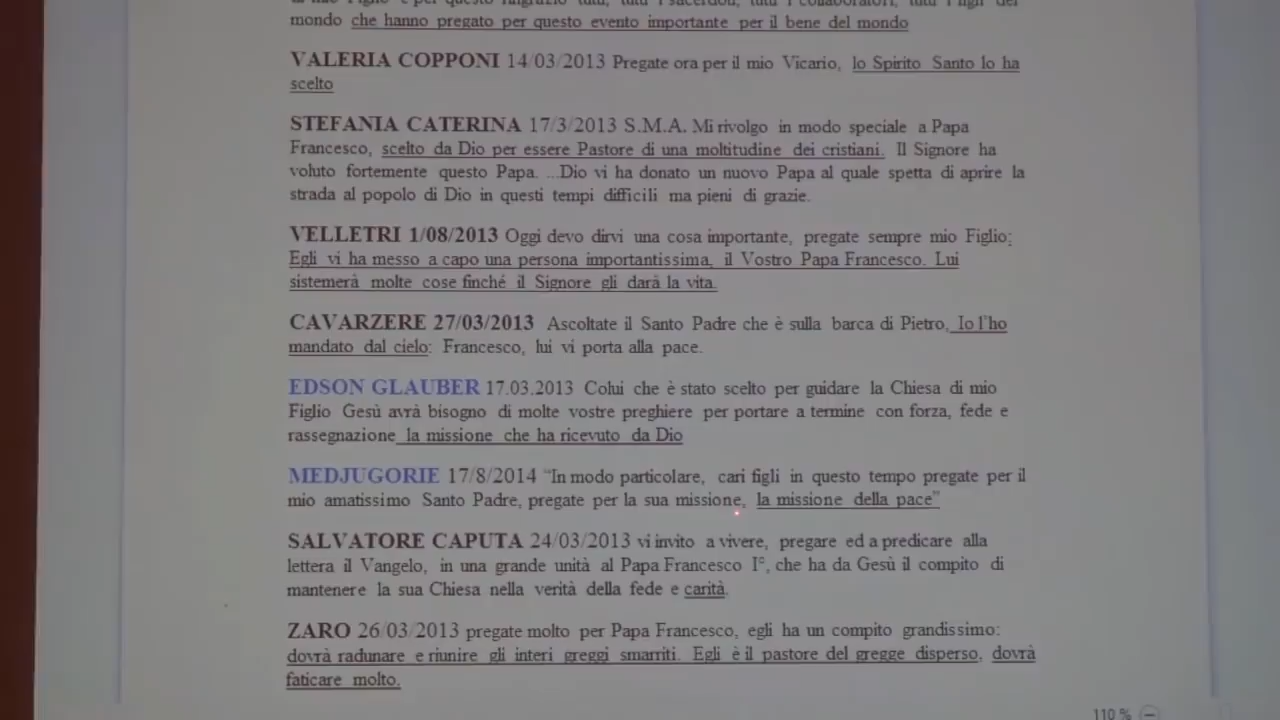 mondo che hanno pregato per questo evento importante per il bene del mondo
VALERIA COPPONI 14/03/2013 Pregate ora per il mio Vicario, lo Spirito Santo lo ha
scelto
STEFANIA CATERINA 17/3/2013 S.M.A. Mi rivolgo in modo speciale a Papa
Francesco, scelto da Dio per essere Pastore di una moltitudine dei cristiani. Il Signore ha
voluto fortemente questo Papa. ...Dio vi ha donato un nuovo Papa al quale spetta di aprire la
strada al popolo di Dio in questi tempi difficili ma pieni di grazie.
VELLETRI 1/08/2013 Oggi devo dirvi una cosa importante, pregate sempre mio Figlio;
Egli vi ha messo a capo una persona importantissima, il Vostro Papa Francesco. Lui
sistemerà molte cose finché il Signore gli darà la vita.
CAVARZERE 27/03/2013 Ascoltate il Santo Padre che è sulla barca di Pietro, Io l'ho
mandato dal cielo: Francesco, lui vi porta alla pace.
EDSON GLAUBER 17.03.2013 Colui che è stato scelto per guidare la Chiesa di mio
Figlio Gesù avrà bisogno di molte vostre preghiere per portare a termine con forza, fede e
rassegnazione la missione che ha ricevuto da Dio
MEDJUGORIE 17/8/2014 "In modo particolare, cari figli in questo tempo pregate per il
mio amatissimo Santo Padre, pregate per la sua missione, la missione della pace"
SALVATORE CAPUTA 24/03/2013 vi invito a vivere, pregare ed a predicare alla
lettera il Vangelo, in una grande unità al Papa Francesco I°, che ha da Gesù il compito di
mantenere la sua Chiesa nella verità della fede e carità.
ZARO 26/03/2013 pregate molto per Papa Francesco, egli ha un compito grandissimo:
dovrà radunare e riunire gli interi greggi smarriti. Egli è il pastore del gregge disperso, dovrà
faticare molto.
110 %